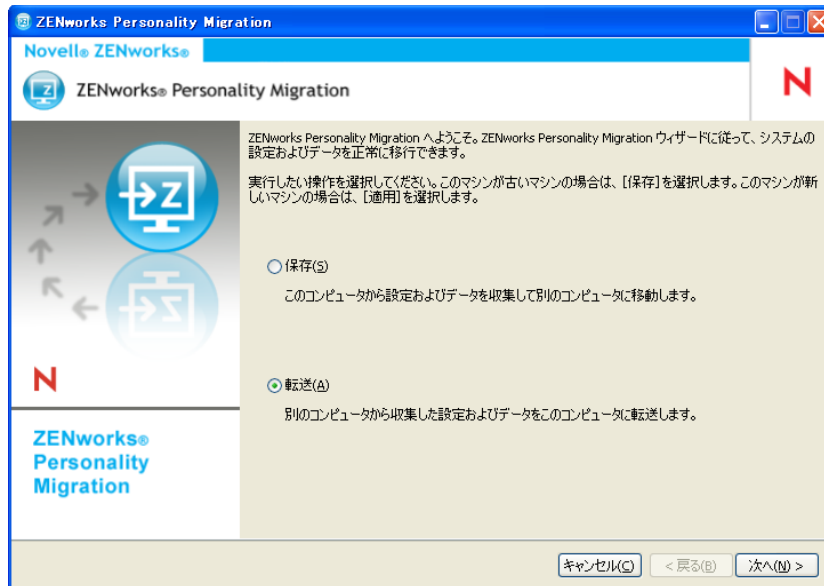 ZENworks Personality Migration
Novell® ZENworks®
ZENworks® Personality Migration
N
ZENworks Personality Migration へようこそ。ZENworks Personality Migration ウィザードに従って、システムの
設定およびデータを正常に移行できます。
実行したい操作を選択してください。このマシンが古いマシンの場合は、[保存]を選択します。このマシンが新
しいマシンの場合は、[適用]を選択します。
保存(S)
このコンピュータから設定およびデータを収集して別のコンピュータに移動します。
転送(A)
別のコンピュータから収集した設定およびデータをこのコンピュータに転送します。
Z
N
ZENworks®
Personality
Migration
キャンセル(C)
< 戻る(B)
次へ(N) >